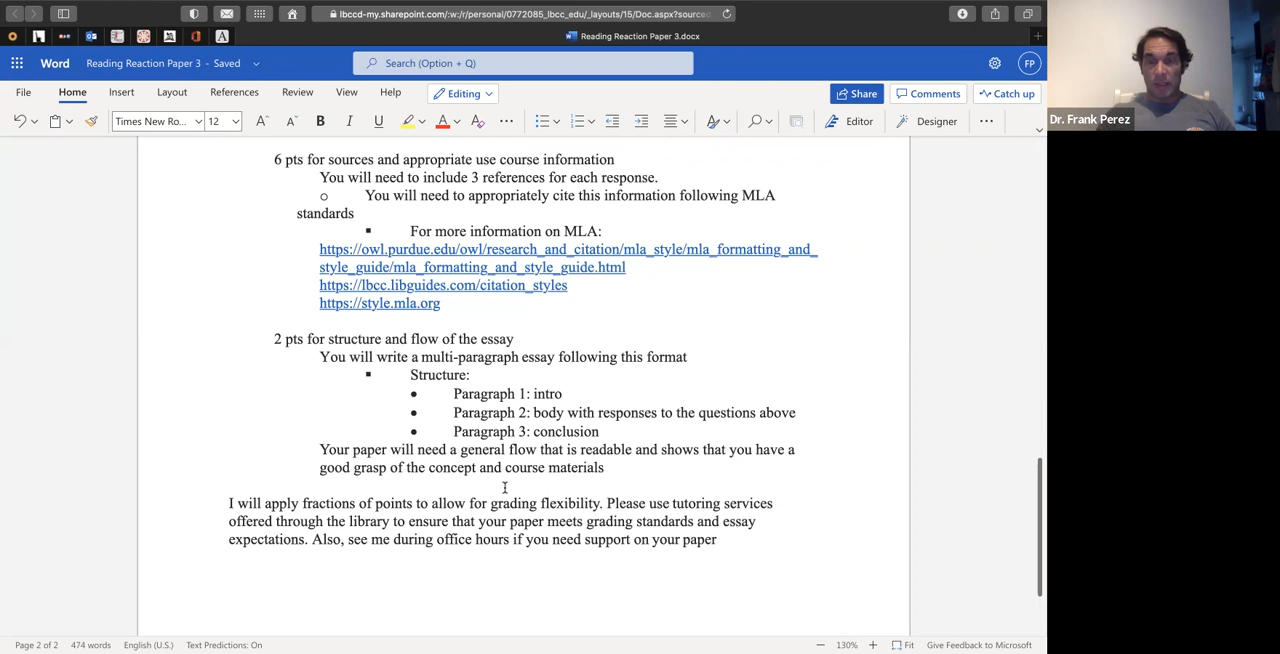 lbccd-my.sharepoint.com/:w:/r/personal/0772085_lbcc_edu/_layouts/15/Doc.aspx?sourced
Reading Reaction Paper 3.docx
Word Reading Reaction Paper 3 - Saved Search (Option + Q) FP
File Home Insert Layout References Review View Help Editing Share Comments Catch up
Times New Ro... 12 A A B I U A A Editor Designer
Dr. Frank Perez
6 pts for sources and appropriate use course information
You will need to include 3 references for each response.
o You will need to appropriately cite this information following MLA
standards
▪ For more information on MLA:
https://owl.purdue.edu/owl/research_and_citation/mla_style/mla_formatting_and_
style_guide/mla_formatting_and_style_guide.html
https://lbcc.libguides.com/citation_styles
https://style.mla.org
2 pts for structure and flow of the essay
You will write a multi-paragraph essay following this format
▪ Structure:
• Paragraph 1: intro
• Paragraph 2: body with responses to the questions above
• Paragraph 3: conclusion
Your paper will need a general flow that is readable and shows that you have a
good grasp of the concept and course materials
I will apply fractions of points to allow for grading flexibility. Please use tutoring services
offered through the library to ensure that your paper meets grading standards and essay
expectations. Also, see me during office hours if you need support on your paper
Page 2 of 2 474 words English (U.S.) Text Predictions: On 130% Fit Give Feedback to Microsoft